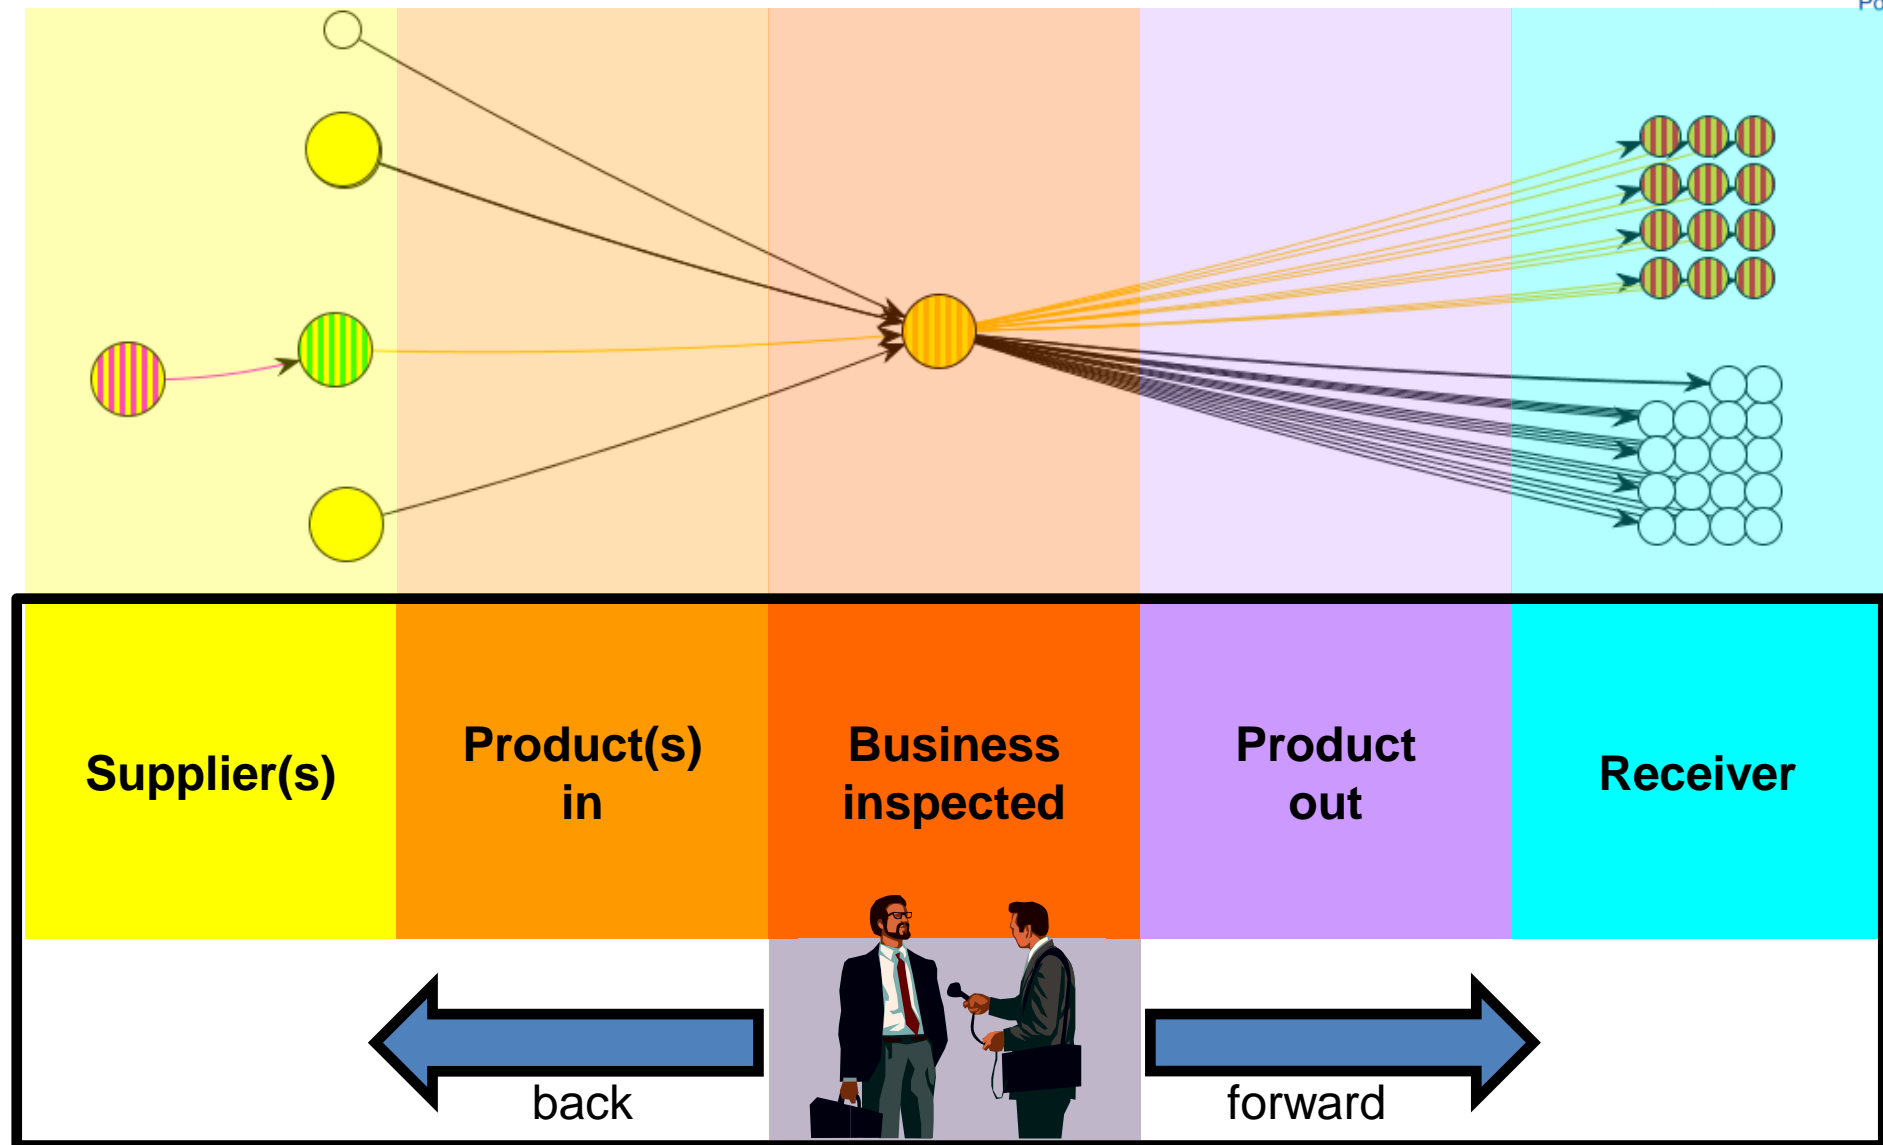 Supplier(s)
Product(s)
in
Business
inspected
Product
out
Receiver
back
forward